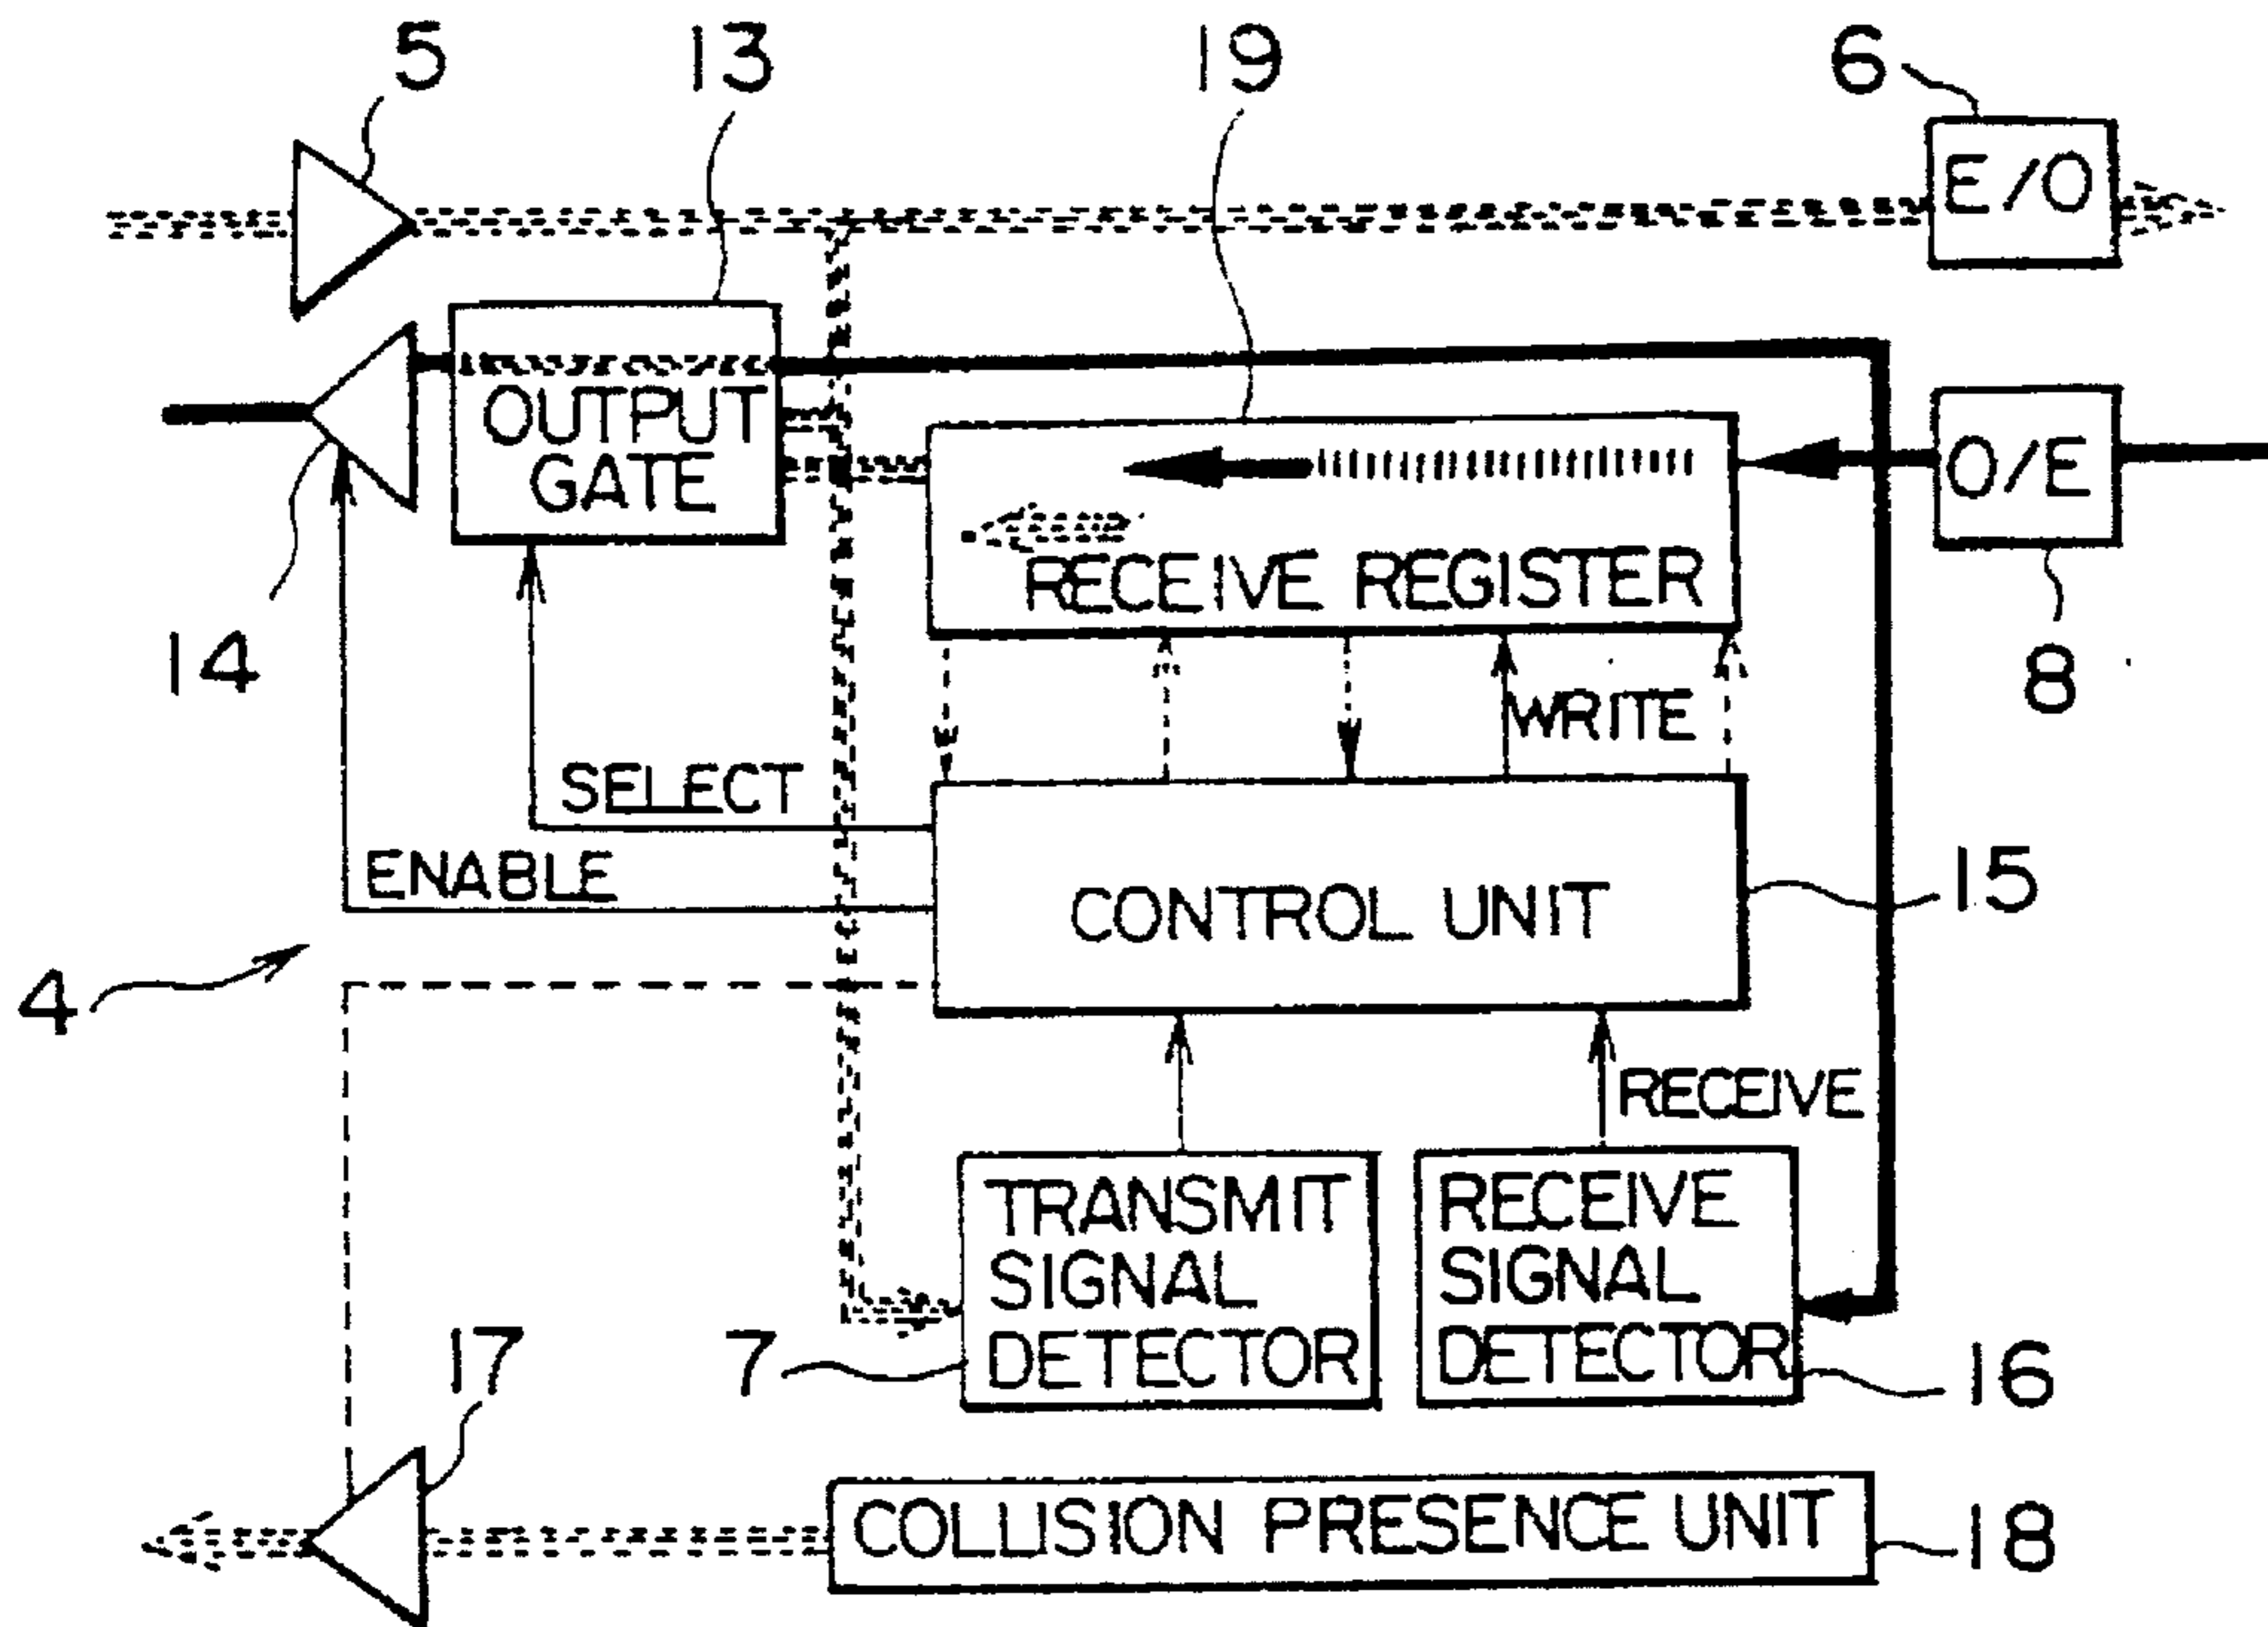 5
13
19
6
E/O
OUTPUT
GATE
O/E
RECEIVE REGISTER
14
8
WRITE
SELECT
ENABLE
CONTROL UNIT
15
4
RECEIVE
TRANSMIT
SIGNAL
DETECTOR
RECEIVE
SIGNAL
DETECTOR
7
16
17
COLLISION PRESENCE UNIT
18